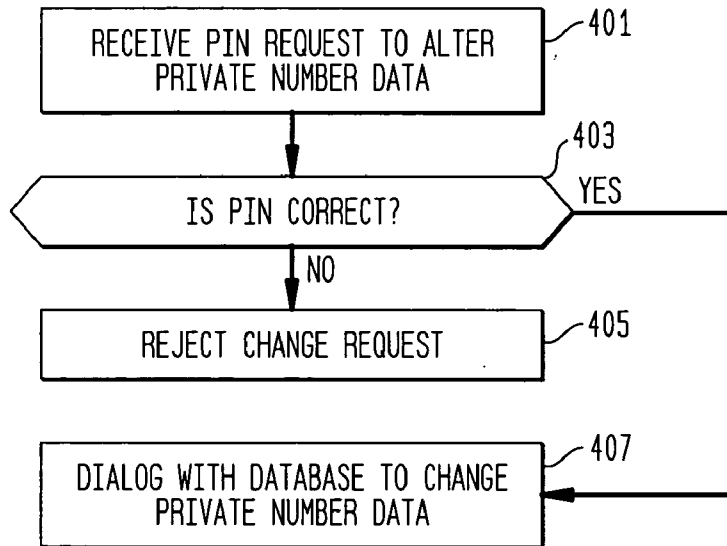 RECEIVE PIN REQUEST TO ALTER
PRIVATE NUMBER DATA
401
403
IS PIN CORRECT?
YES
NO
REJECT CHANGE REQUEST
405
DIALOG WITH DATABASE TO CHANGE
PRIVATE NUMBER DATA
407